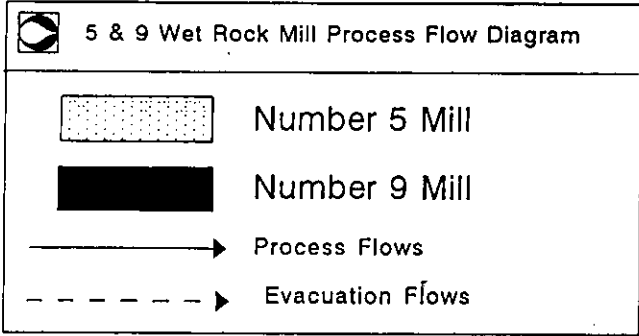 5 & 9 Wet Rock Mill Process Flow Diagram
Number 5 Mill
Number 9 Mill
Process Flows
Evacuation Flows